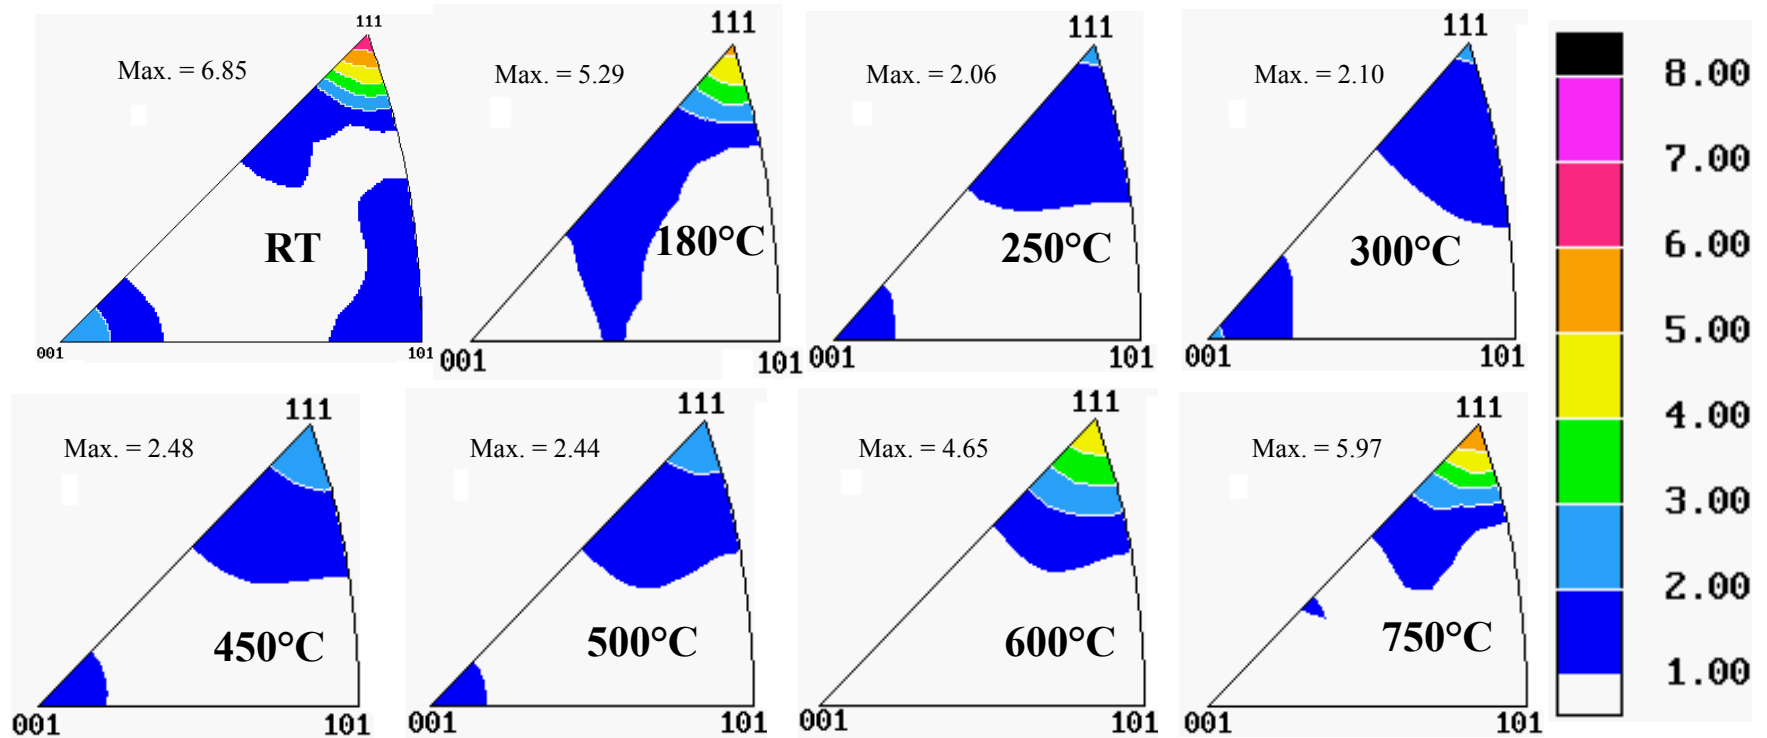 111
Max. = 6.85
RT
001
101
111
Max. = 5.29
180°C
001
101
111
Max. = 2.06
250°C
001
101
111
Max. = 2.10
300°C
001
101
111
Max. = 2.48
450°C
001
101
111
Max. = 2.44
500°C
001
101
111
Max. = 4.65
600°C
001
101
111
Max. = 5.97
750°C
001
101
8.00
7.00
6.00
5.00
4.00
3.00
2.00
1.00